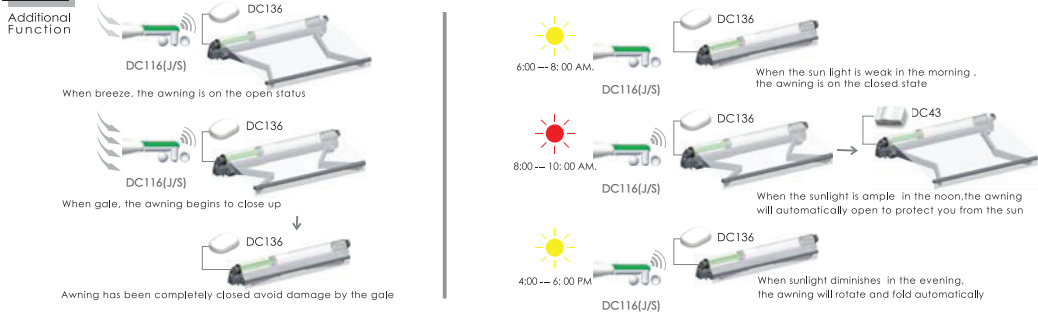 Additional
Function
DC136
DC116(J/S)
When breeze, the awning is on the open status
DC136
DC116(J/S)
When gale, the awning begins to close up
DC136
Awning has been completely closed avoid damage by the gale
DC136
6:00 -- 8: 00 AM.
DC116(J/S)
When the sun light is weak in the morning ,
the awning is on the closed state
DC136
DC43
8:00 -- 10: 00 AM.
DC116(J/S)
When the sunlight is ample in the noon,the awning
will automatically open to protect you from the sun
DC136
4:00 -- 6: 00 PM
DC116(J/S)
When sunlight diminishes in the evening,
the awning will rotate and fold automatically